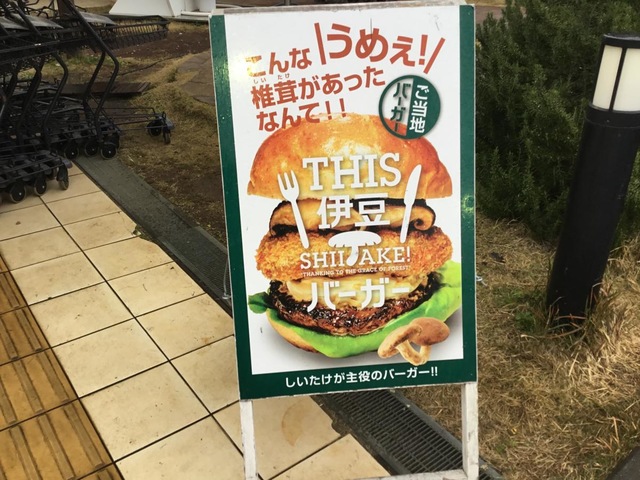 こんな うめぇ!
しい たけ
椎茸があった
なんて!!
ご当地
バーガー
THIS
伊豆
SHIITAKE!
(THANKING TO THE GRACE OF FOREST)
バーガー
しいたけが主役のバーガー!!